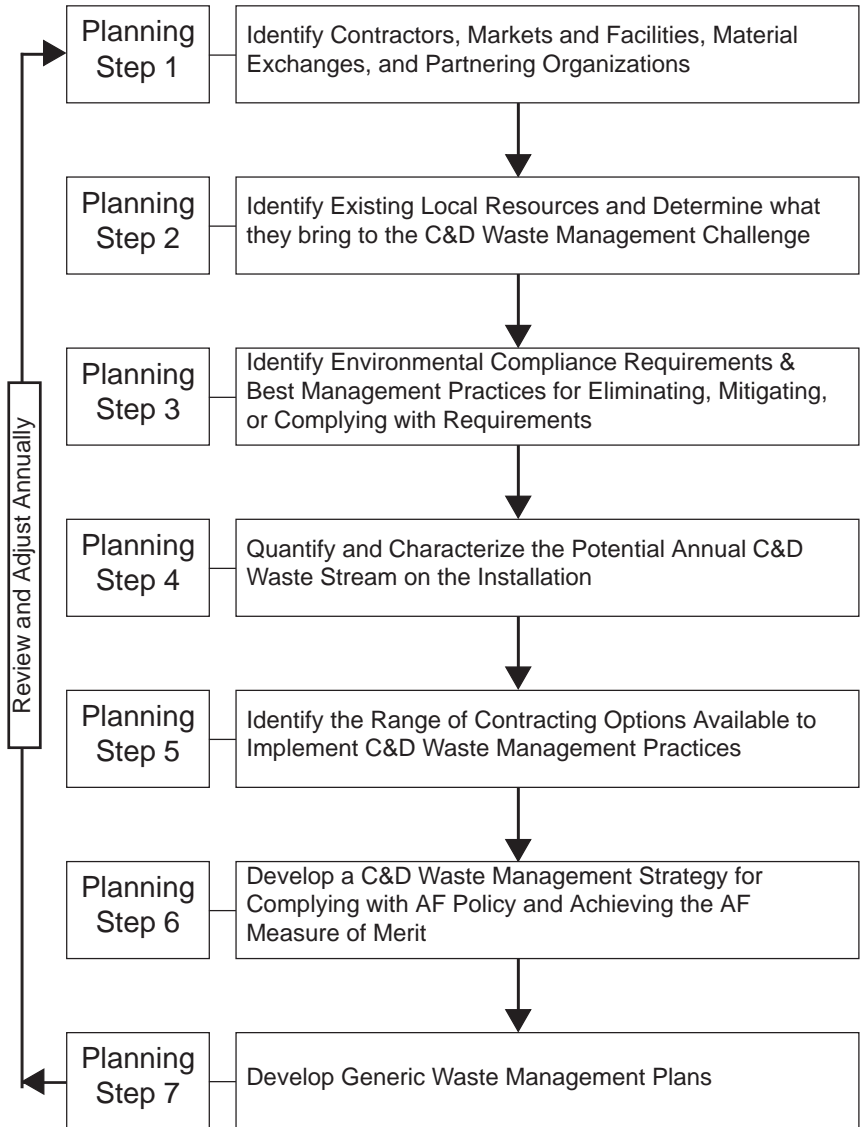 Planning
Step 1
Identify Contractors, Markets and Facilities, Material
Exchanges, and Partnering Organizations
Planning
Step 2
Identify Existing Local Resources and Determine what
they bring to the C&D Waste Management Challenge
Planning
Step 3
Identify Environmental Compliance Requirements &
Best Management Practices for Eliminating, Mitigating,
or Complying with Requirements
Planning
Step 4
Quantify and Characterize the Potential Annual C&D
Waste Stream on the Installation
Planning
Step 5
Identify the Range of Contracting Options Available to
Implement C&D Waste Management Practices
Planning
Step 6
Develop a C&D Waste Management Strategy for
Complying with AF Policy and Achieving the AF
Measure of Merit
Planning
Step 7
Develop Generic Waste Management Plans
Review and Adjust Annually